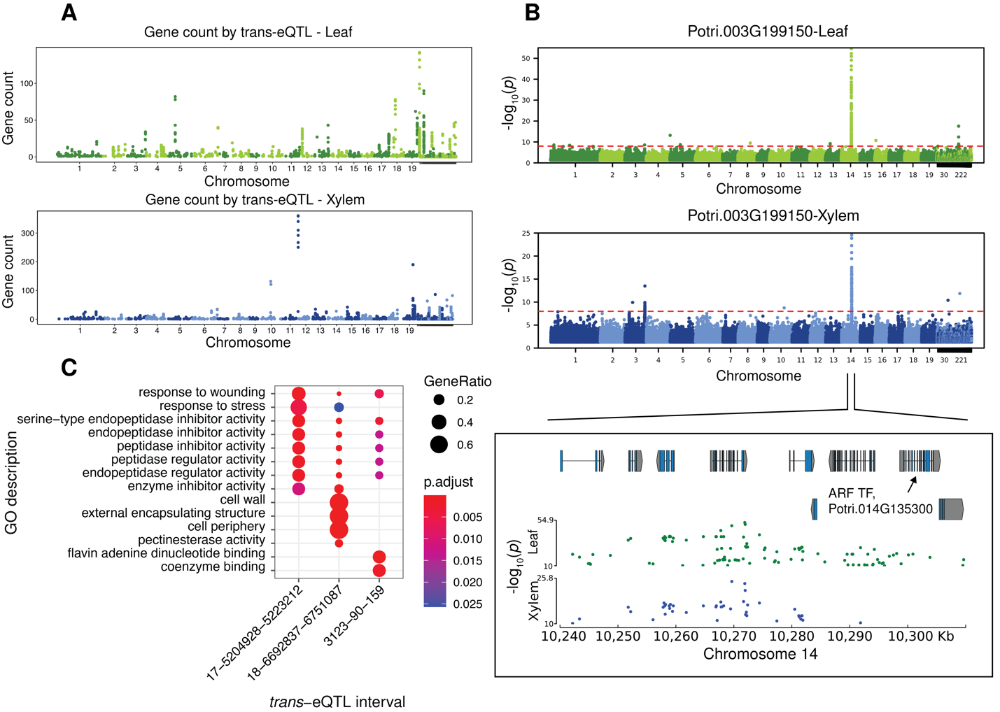 A
Gene count by trans-eQTL - Leaf
Gene count
100
50
0
1 2 3 4 5 6 7 8 9 10 11 12 13 14 15 16 17 18 19
Chromosome
Gene count by trans-eQTL - Xylem
Gene count
300
200
100
0
1 2 3 4 5 6 7 8 9 10 11 12 13 14 15 16 17 18 19
Chromosome
B
Potri.003G199150-Leaf
-log10(p)
50
40
30
20
10
0
1 2 3 4 5 6 7 8 9 10 11 12 13 14 15 16 17 18 19 30 222
Chromosome
Potri.003G199150-Xylem
-log10(p)
25
20
15
10
5
0
1 2 3 4 5 6 7 8 9 10 11 12 13 14 15 16 17 18 19 30 221
Chromosome
ARF TF,
Potri.014G135300
-log10(p)
Leaf
54.9
10
Xylem
25.8
10
10,240 10,250 10,260 10,270 10,280 10,290 10,300 Kb
Chromosome 14
C
GO description
response to wounding
response to stress
serine−type endopeptidase inhibitor activity
endopeptidase inhibitor activity
peptidase inhibitor activity
peptidase regulator activity
endopeptidase regulator activity
enzyme inhibitor activity
cell wall
external encapsulating structure
cell periphery
pectinesterase activity
flavin adenine dinucleotide binding
coenzyme binding
17−5204928−5223212
18−6692837−6751087
3123−90−159
trans−eQTL interval
GeneRatio
0.2
0.4
0.6
p.adjust
0.005
0.010
0.015
0.020
0.025